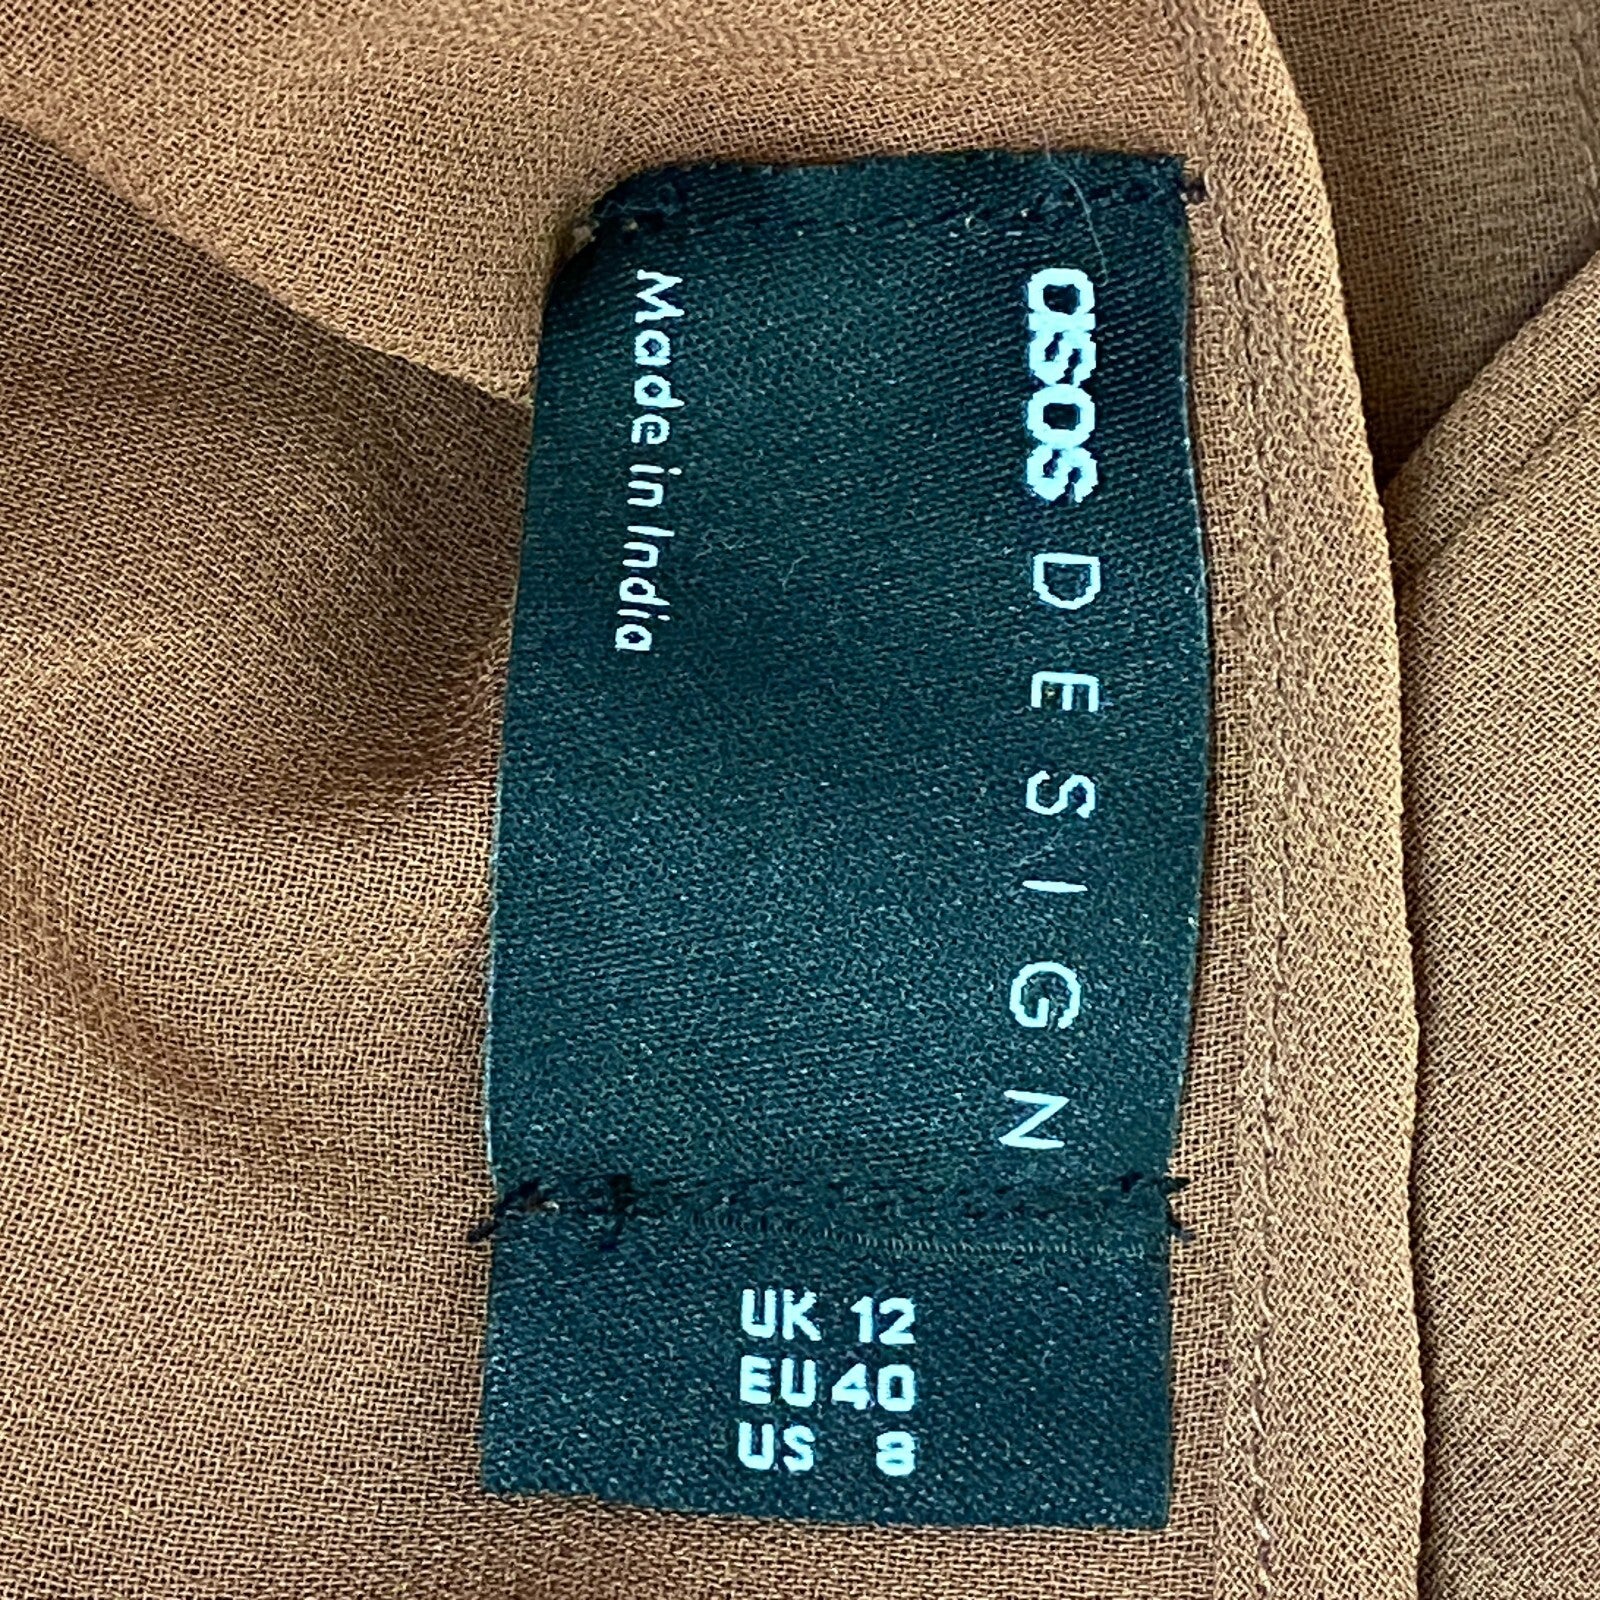 asos DESIGN
Made in India
UK 12
EU 40
US 8